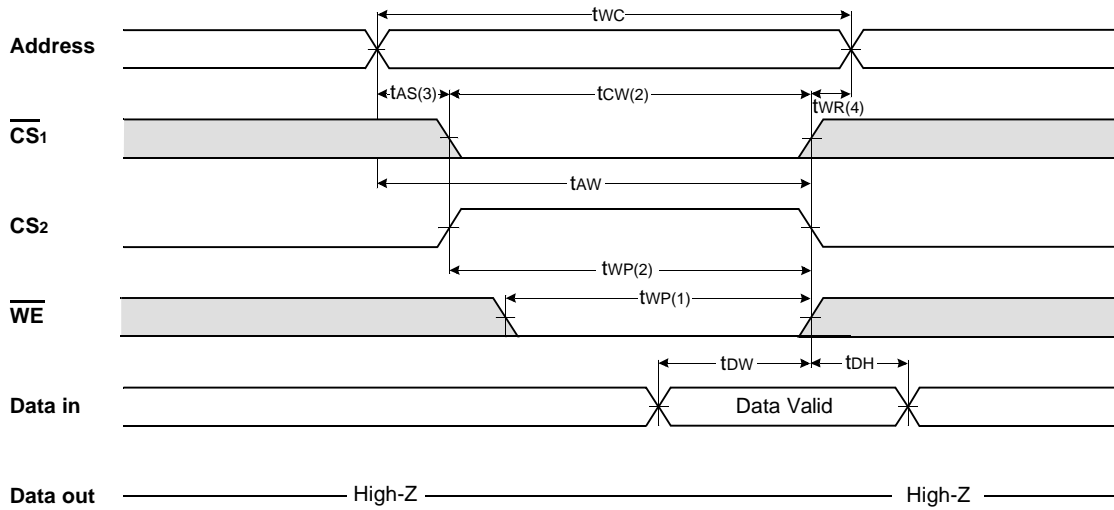 tWC
Address
tAS(3) tCW(2) tWR(4)
CS1
tAW
CS2
tWP(2)
tWP(1)
WE
tDW tDH
Data in Data Valid
Data out High-Z High-Z